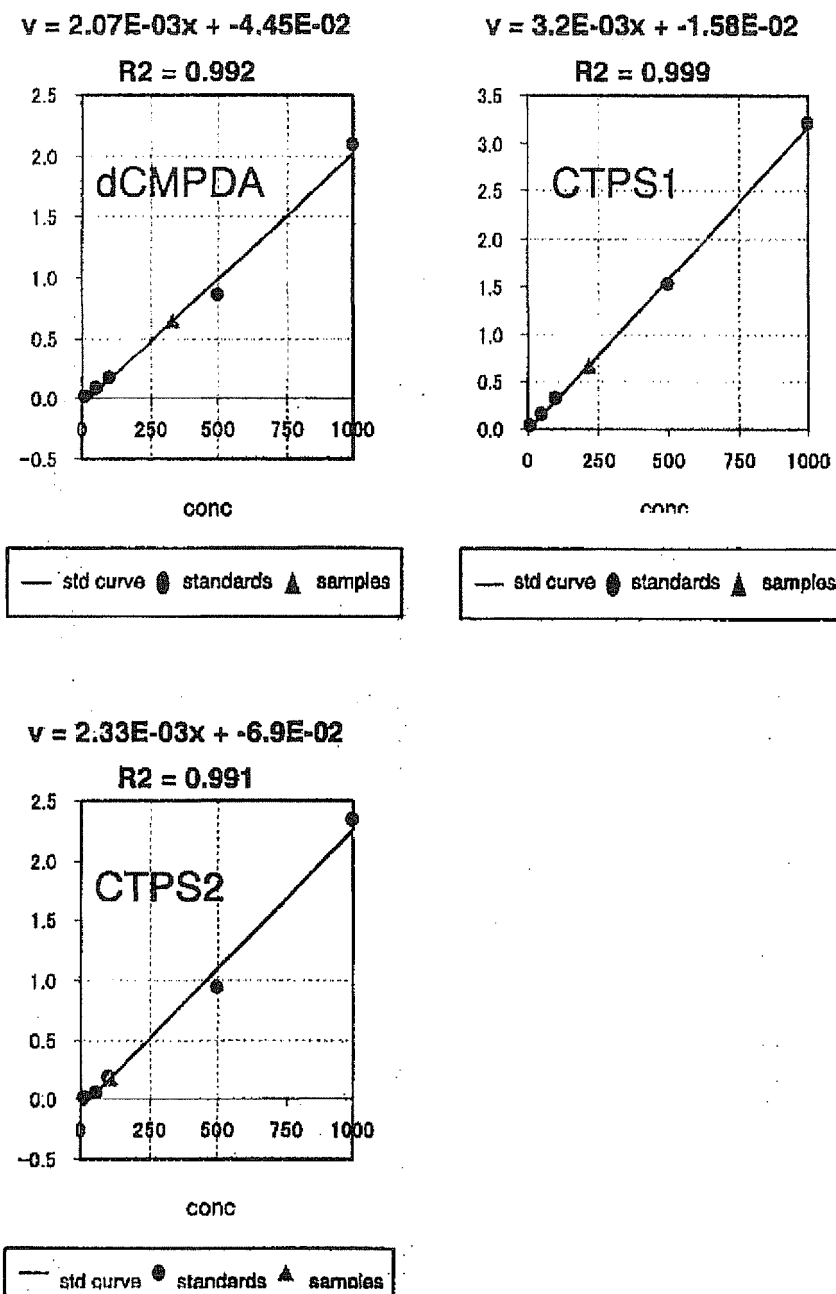 v = 2.07E-03x + -4.45E-02
R2 = 0.992
2.5
2.0
1.5
1.0
0.5
0.0
-0.5
dCMPDA
0 250 500 750 1000
conc
std curve standards samples
v = 3.2E-03x + -1.58E-02
R2 = 0.999
3.5
3.0
2.5
2.0
1.5
1.0
0.5
0.0
CTPS1
0 250 500 750 1000
conc
std curve standards samples
v = 2.33E-03x + -6.9E-02
R2 = 0.991
2.5
2.0
1.5
1.0
0.5
0.0
-0.5
CTPS2
0 250 500 750 1000
conc
std curve standards samples